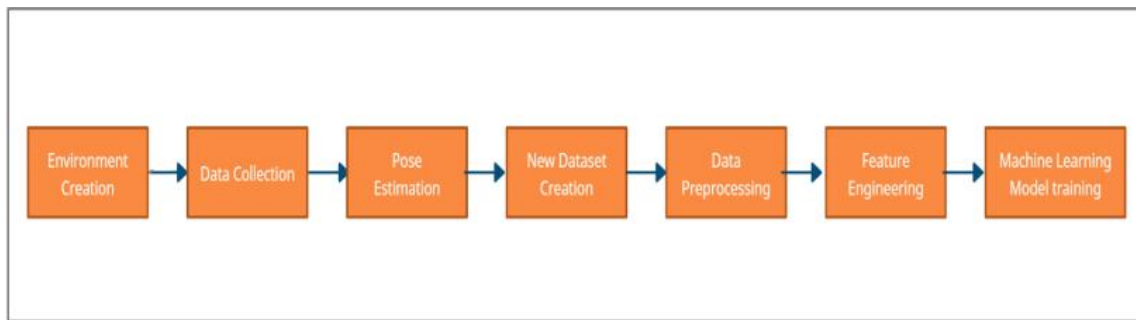 Environment
Creation
Data Collection
Pose
Estimation
New Dataset
Creation
Data
Preprocessing
Feature
Engineering
Machine Learning
Model training